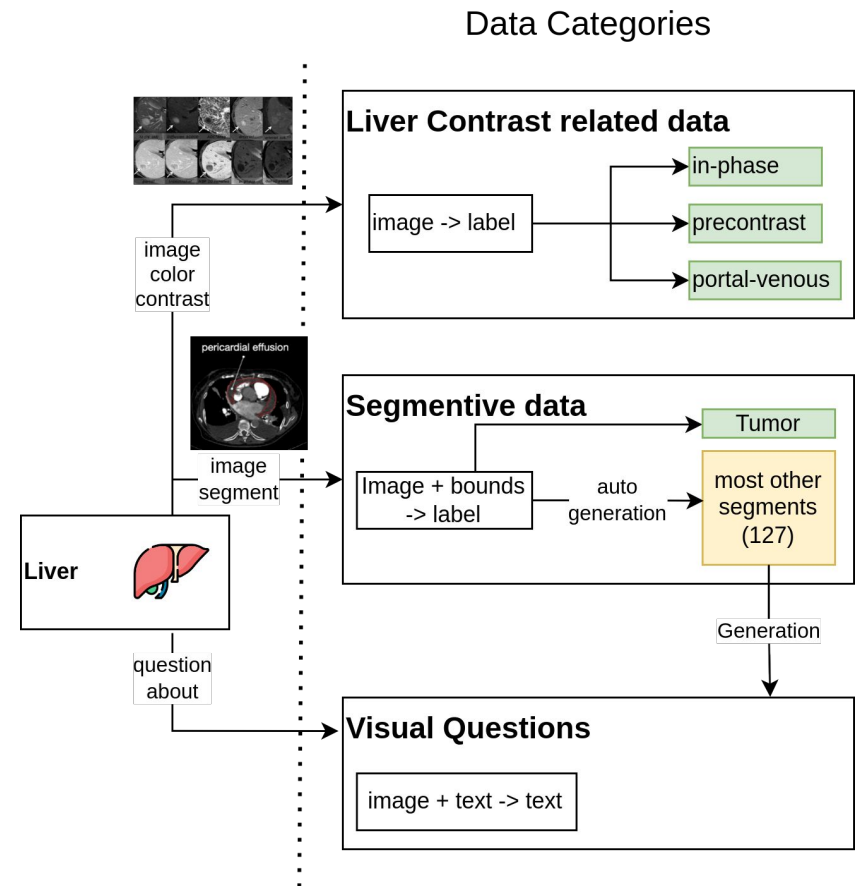 Data Categories
Liver Contrast related data
in-phase
image -> label
precontrast
portal-venous
image
color
contrast
pericardial effusion
Segmentive data
Tumor
image
segment
Image + bounds
-> label
auto
generation
most other
segments
(127)
Liver
Generation
question
about
Visual Questions
image + text -> text